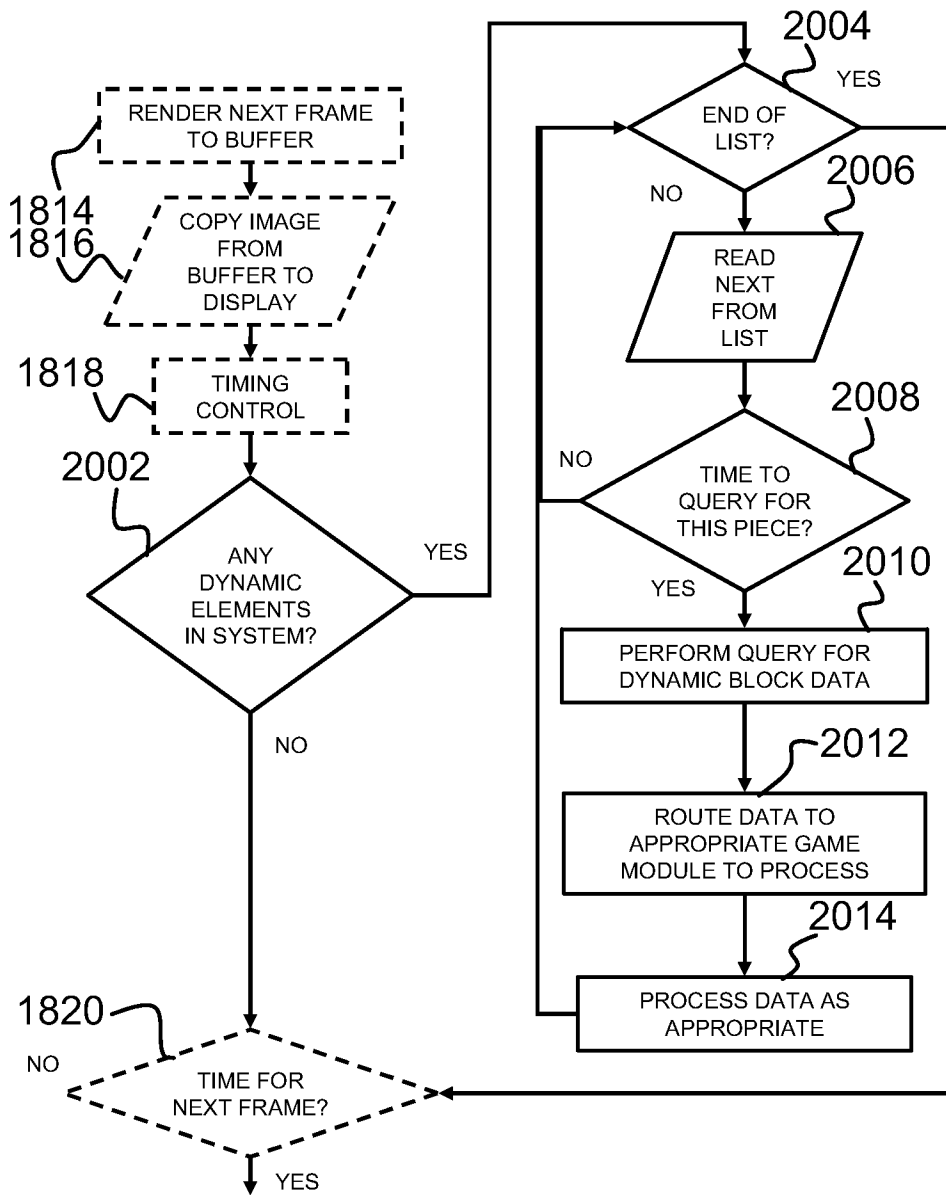 RENDER NEXT FRAME
TO BUFFER
1814
COPY IMAGE
FROM
BUFFER TO
DISPLAY
1816
TIMING
CONTROL
1818
2002
ANY
DYNAMIC
ELEMENTS
IN SYSTEM?
YES
NO
1820
NO
TIME FOR
NEXT FRAME?
YES
2004
YES
END OF
LIST?
NO
2006
READ
NEXT
FROM
LIST
2008
NO
TIME TO
QUERY FOR
THIS PIECE?
YES
2010
PERFORM QUERY FOR
DYNAMIC BLOCK DATA
2012
ROUTE DATA TO
APPROPRIATE GAME
MODULE TO PROCESS
2014
PROCESS DATA AS
APPROPRIATE